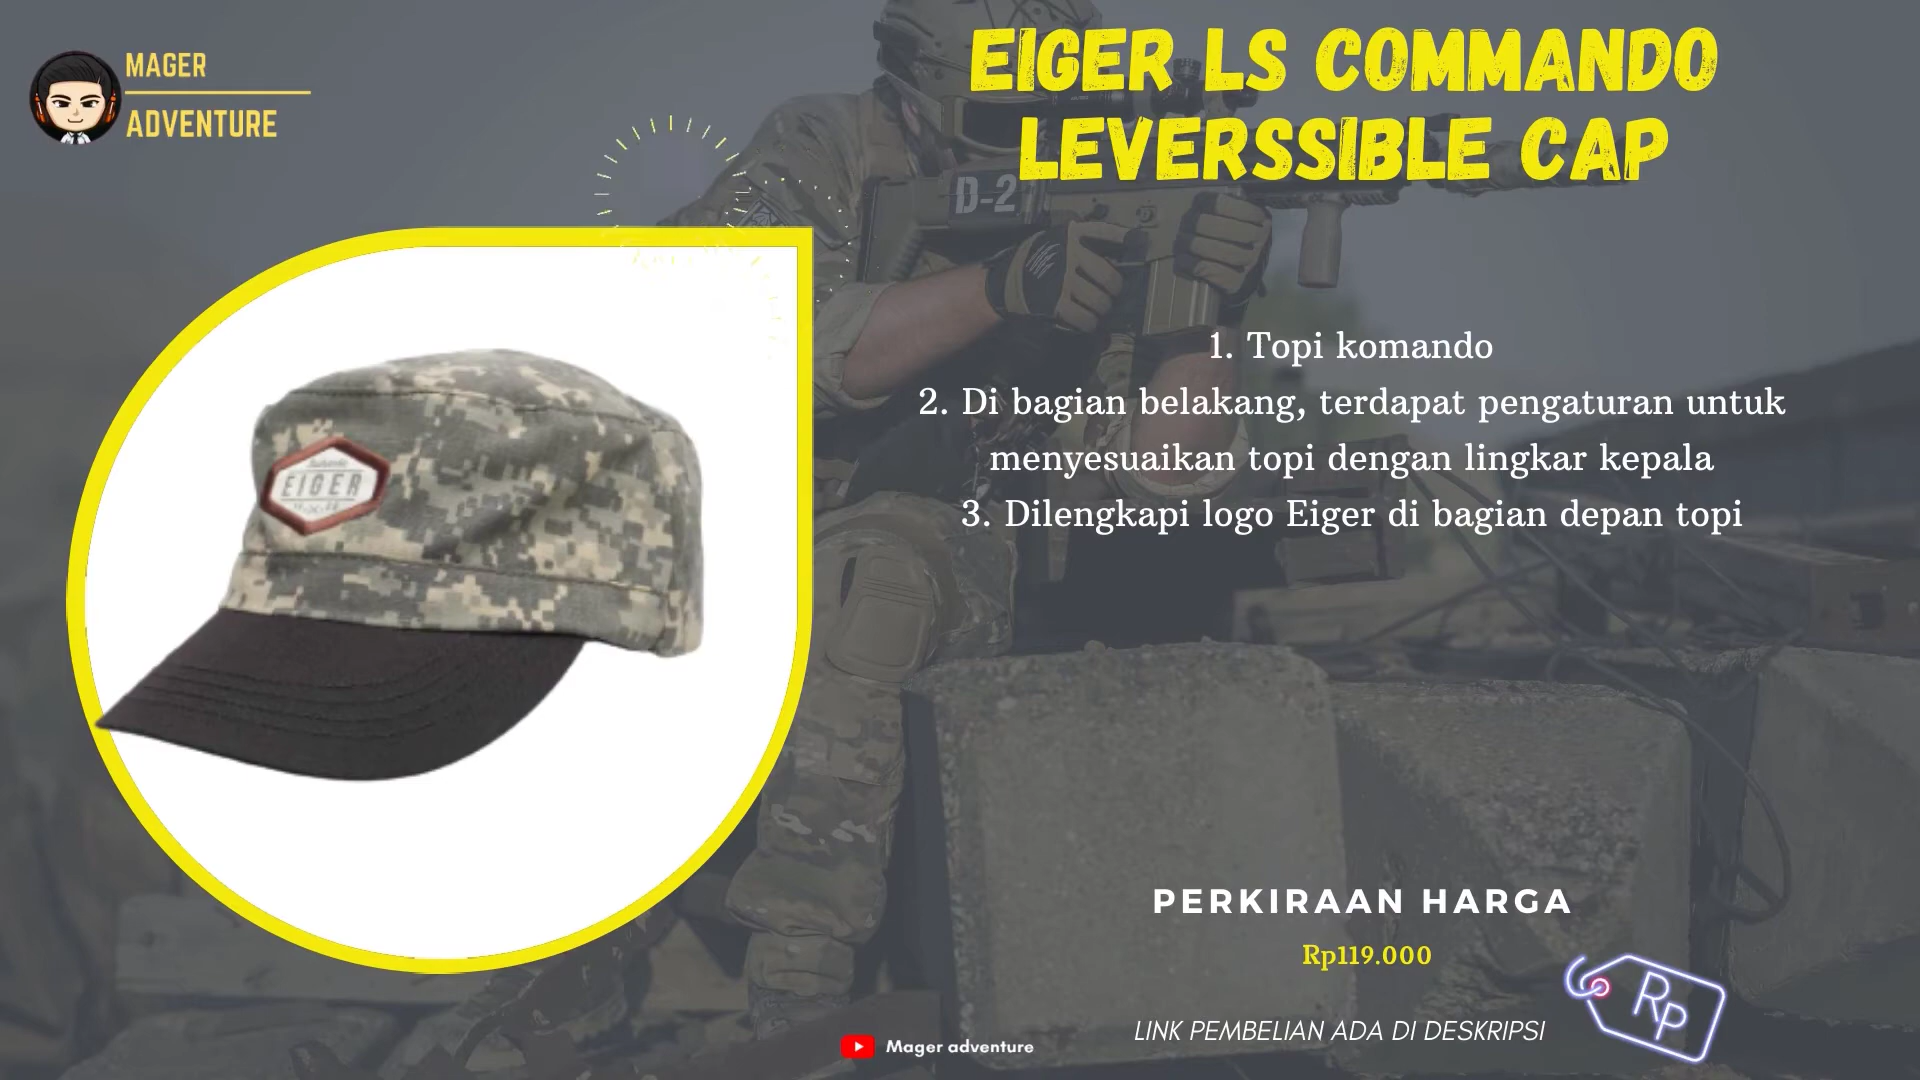 MAGER
ADVENTURE
EIGER LS COMMANDO
LEVERSSIBLE CAP
D-2
EIGER
1. Topi komando
2. Di bagian belakang, terdapat pengaturan untuk
menyesuaikan topi dengan lingkar kepala
3. Dilengkapi logo Eiger di bagian depan topi
PERKIRAAN HARGA
Rp119.000
RP
LINK PEMBELIAN ADA DI DESKRIPSI
Mager adventure